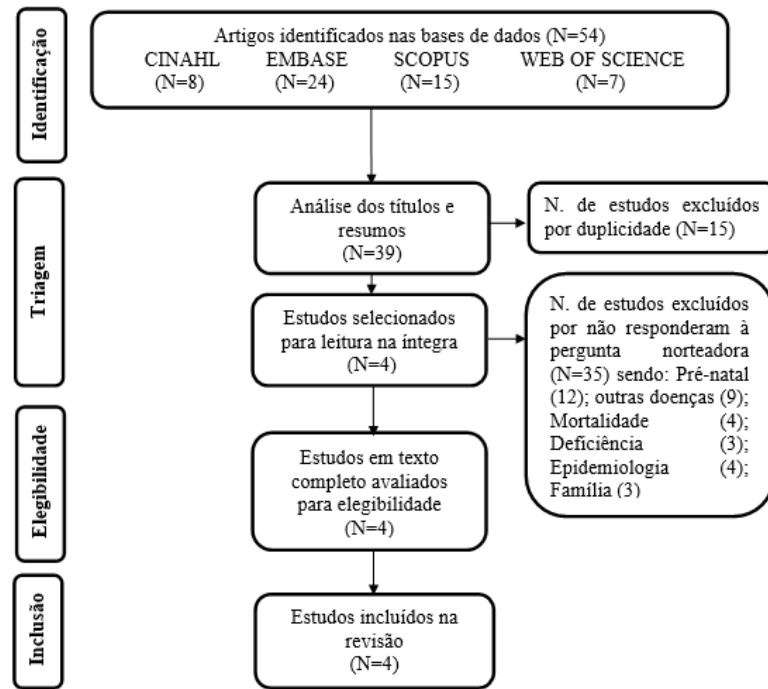 Identificação
Artigos identificados nas bases de dados (N=54)
CINAHL EMBASE SCOPUS WEB OF SCIENCE
(N=8) (N=24) (N=15) (N=7)
Triagem
Análise dos títulos e
resumos
(N=39)
N. de estudos excluídos
por duplicidade (N=15)
Estudos selecionados
para leitura na íntegra
(N=4)
N. de estudos excluídos
por não responderam à
pergunta norteadora
(N=35) sendo: Pré-natal
(12); outras doenças (9);
Mortalidade (4);
Deficiência (3);
Epidemiologia (4);
Família (3)
Elegibilidade
Estudos em texto
completo avaliados
para elegibilidade
(N=4)
Inclusão
Estudos incluídos na
revisão
(N=4)